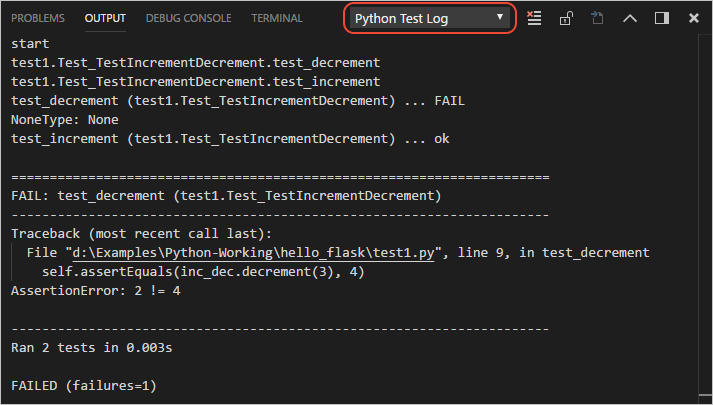 PROBLEMS OUTPUT DEBUG CONSOLE TERMINAL Python Test Log
start
test1.Test_TestIncrementDecrement.test_decrement
test1.Test_TestIncrementDecrement.test_increment
test_decrement (test1.Test_TestIncrementDecrement) ... FAIL
NoneType: None
test_increment (test1.Test_TestIncrementDecrement) ... ok
======================================================================
FAIL: test_decrement (test1.Test_TestIncrementDecrement)
----------------------------------------------------------------------
Traceback (most recent call last):
File "d:\Examples\Python-Working\hello_flask\test1.py", line 9, in test_decrement
self.assertEquals(inc_dec.decrement(3), 4)
AssertionError: 2 != 4
----------------------------------------------------------------------
Ran 2 tests in 0.003s
FAILED (failures=1)